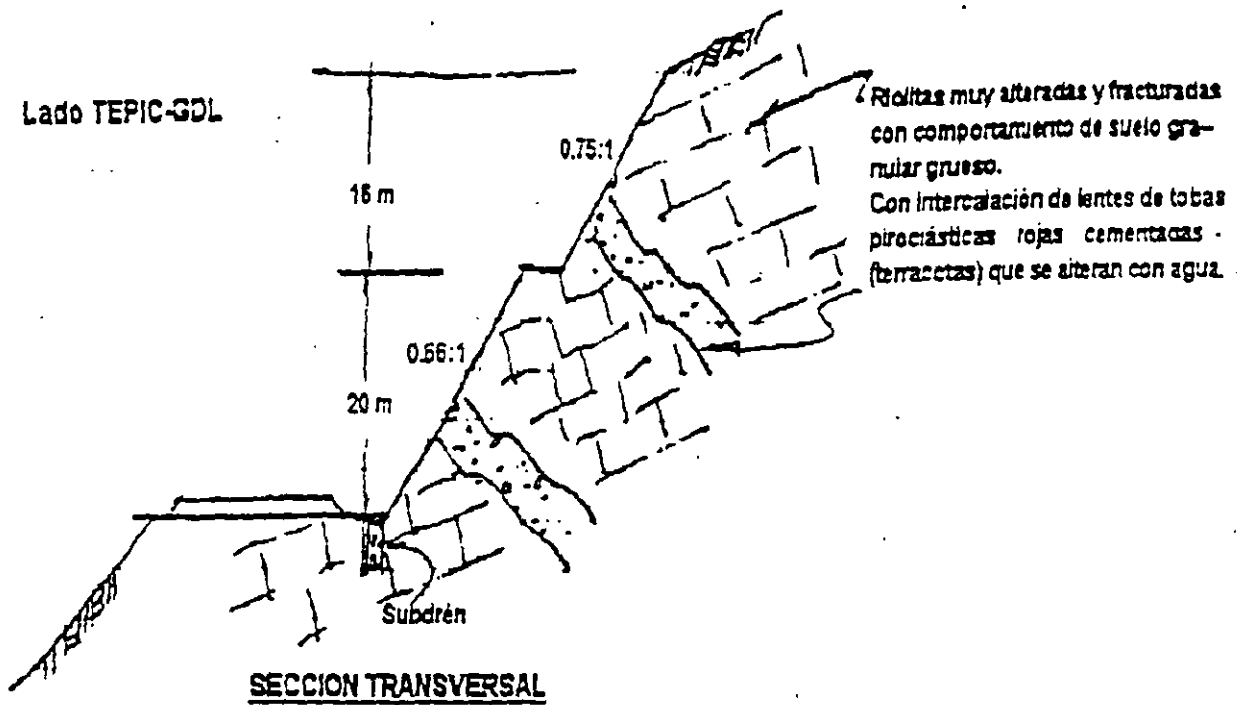 Lado TEPIC-GDL
0.75:1
16 m
0.66:1
20 m
Riolitas muy alteradas y fracturadas
con comportamiento de suelo gra-
nular grueso.
Con intercalación de lentes de tobas
piroclásticas rojas cementadas -
(terracotas) que se alteran con agua.
Subdrén
SECCION TRANSVERSAL